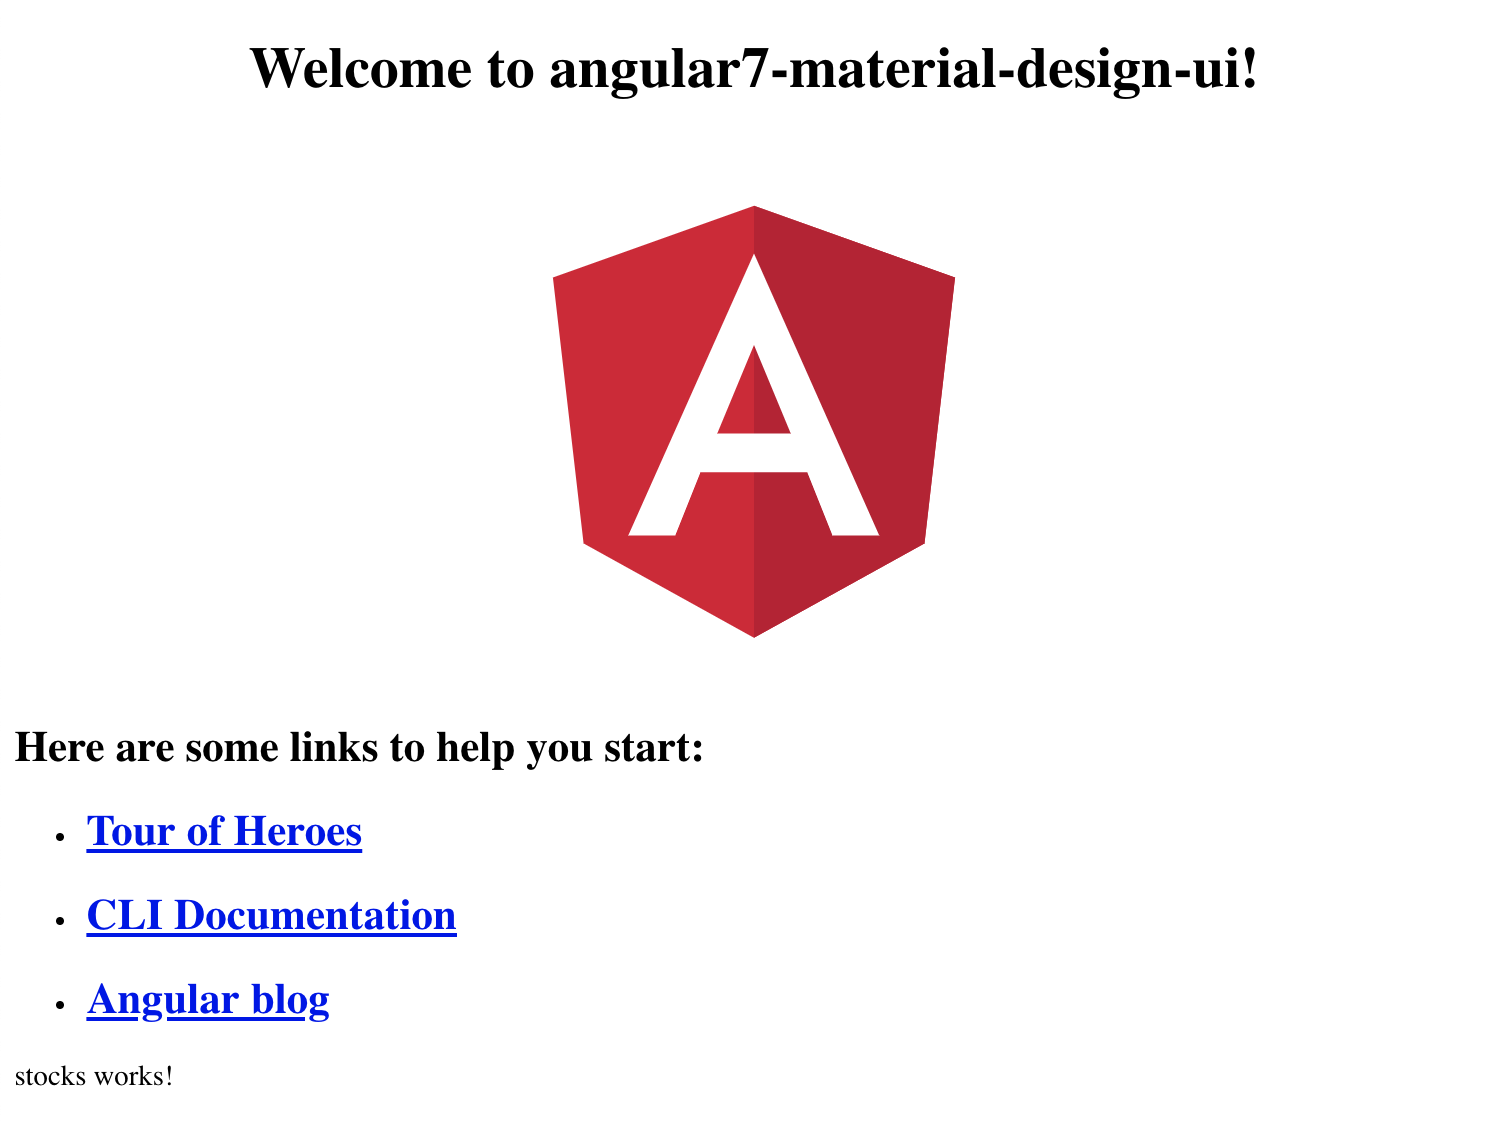 Welcome to angular7-material-design-ui!
A
Here are some links to help you start:
Tour of Heroes
CLI Documentation
Angular blog
stocks works!